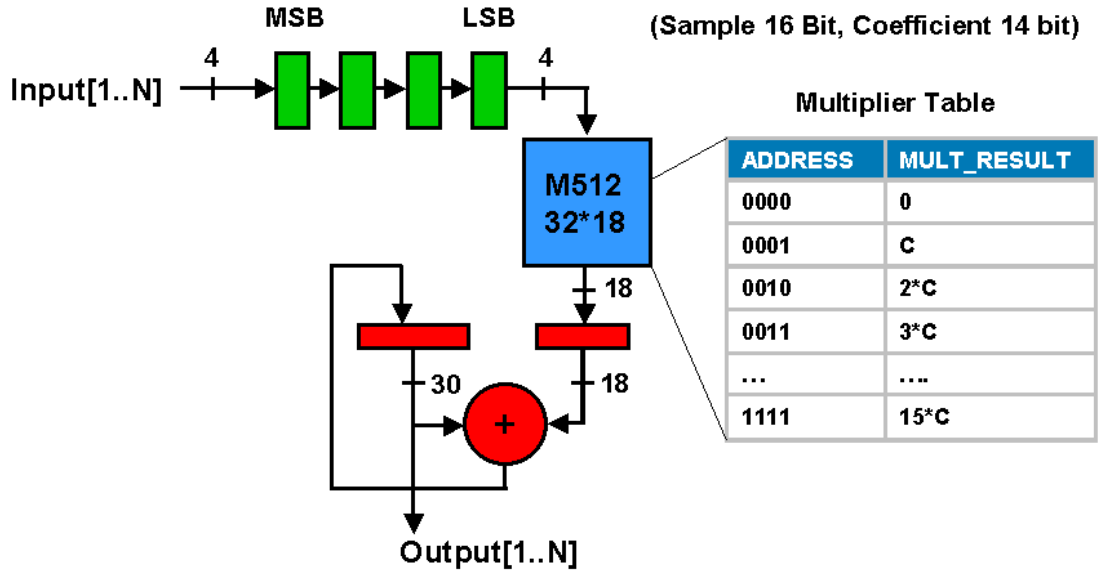 MSB
LSB
(Sample 16 Bit, Coefficient 14 bit)
4
4
Input[1..N]
Multiplier Table
ADDRESS MULT_RESULT
0000 0
0001 C
0010 2*C
0011 3*C
... ....
1111 15*C
M512
32*18
18
30
18
+
Output[1..N]